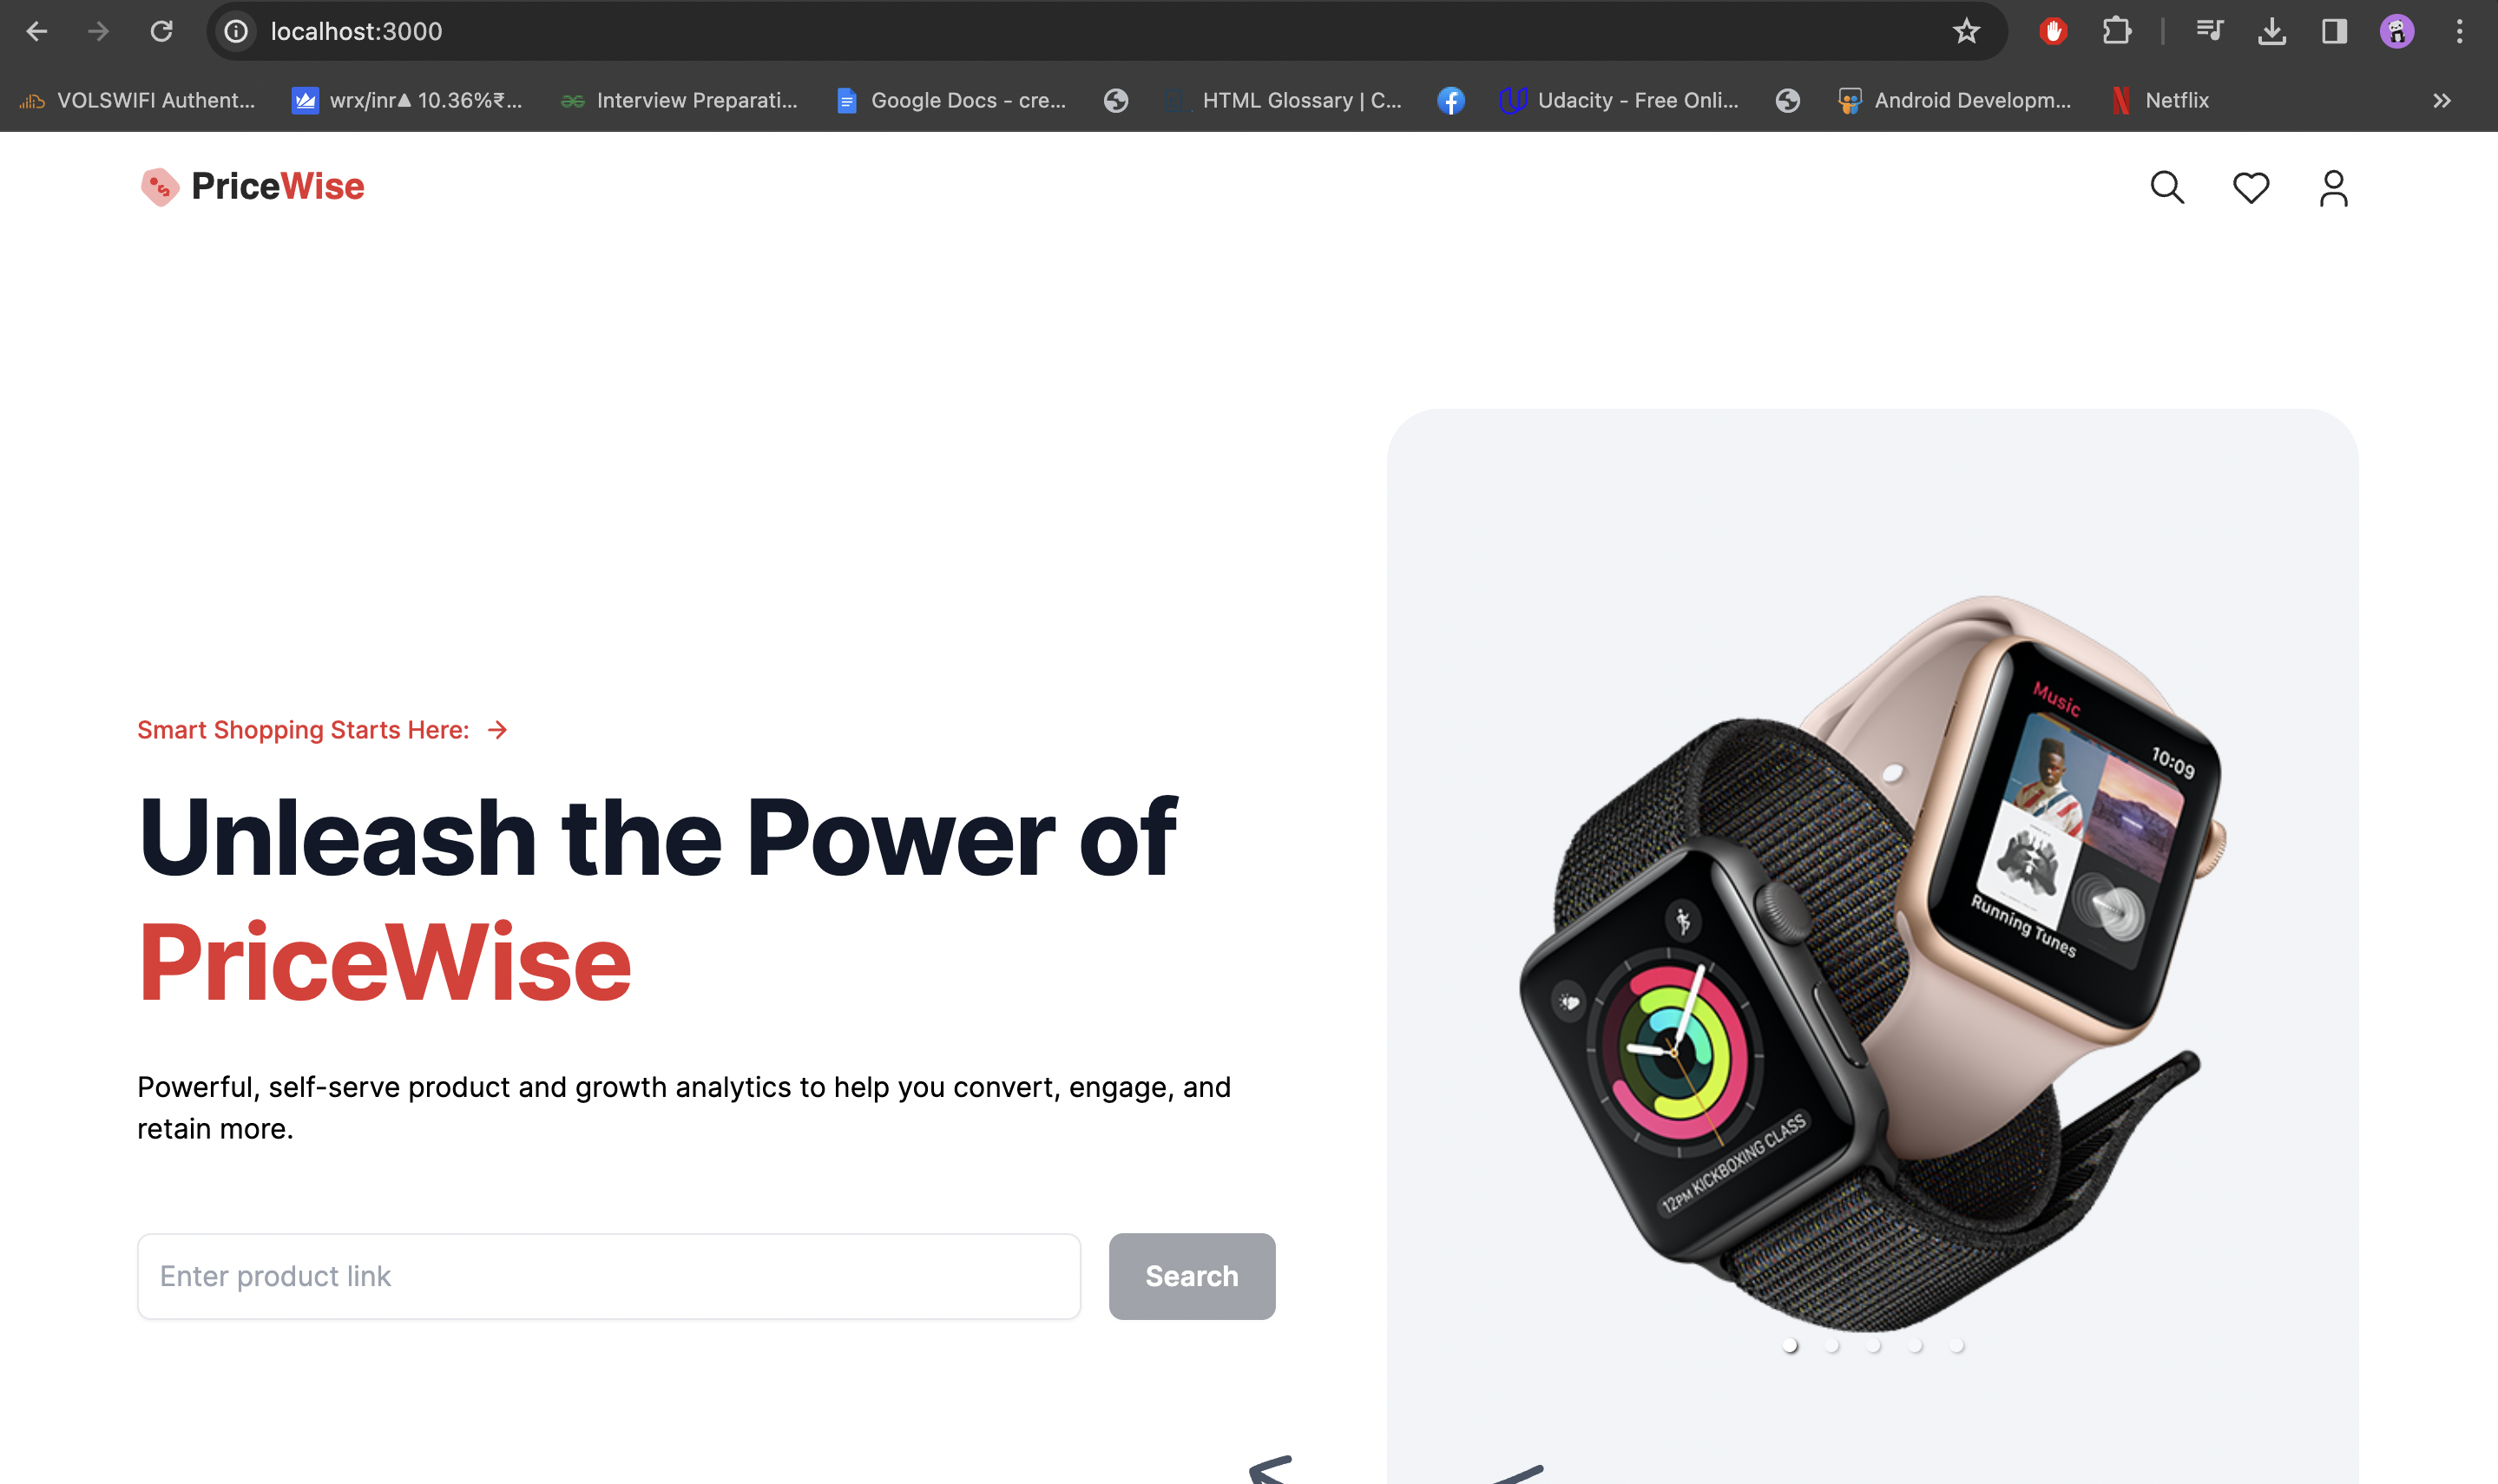 localhost:3000
VOLSWIFI Authent...
wrx/inr▲ 10.36%₹...
Interview Preparati...
Google Docs - cre...
HTML Glossary | C...
Udacity - Free Onli...
Android Developm...
Netflix
PriceWise
Smart Shopping Starts Here:
Unleash the Power of
PriceWise
Powerful, self-serve product and growth analytics to help you convert, engage, and
retain more.
Enter product link
Search
Music
10:09
Running Tunes
12PM KICKBOXING CLASS